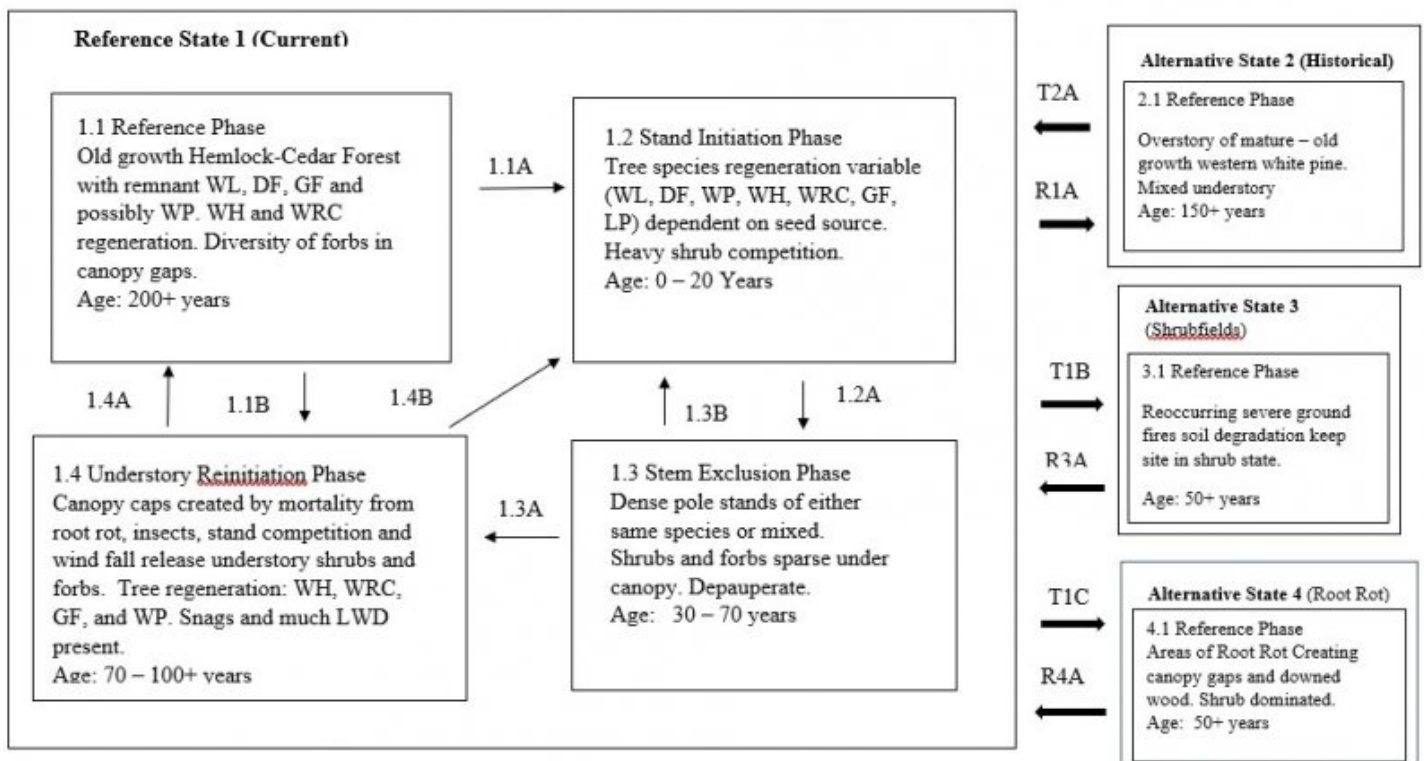 Reference State 1 (Current)
1.1 Reference Phase
Old growth Hemlock-Cedar Forest
with remnant WL, DF, GF and
possibly WP. WH and WRC
regeneration. Diversity of forbs in
canopy gaps.
Age: 200+ years
1.1A
1.2 Stand Initiation Phase
Tree species regeneration variable
(WL, DF, WP, WH, WRC, GF,
LP) dependent on seed source.
Heavy shrub competition.
Age: 0 – 20 Years
1.4A
1.1B
1.4B
1.3B
1.2A
1.4 Understory Reinitiation Phase
Canopy caps created by mortality from
root rot, insects, stand competition and
wind fall release understory shrubs and
forbs. Tree regeneration: WH, WRC,
GF, and WP. Snags and much LWD
present.
Age: 70 – 100+ years
1.3A
1.3 Stem Exclusion Phase
Dense pole stands of either
same species or mixed.
Shrubs and forbs sparse under
canopy. Depauperate.
Age: 30 – 70 years
T2A
R1A
Alternative State 2 (Historical)
2.1 Reference Phase
Overstory of mature – old
growth western white pine.
Mixed understory
Age: 150+ years
T1B
R3A
Alternative State 3
(Shrubfields)
3.1 Reference Phase
Reoccurring severe ground
fires soil degradation keep
site in shrub state.
Age: 50+ years
T1C
R4A
Alternative State 4 (Root Rot)
4.1 Reference Phase
Areas of Root Rot Creating
canopy gaps and downed
wood. Shrub dominated.
Age: 50+ years